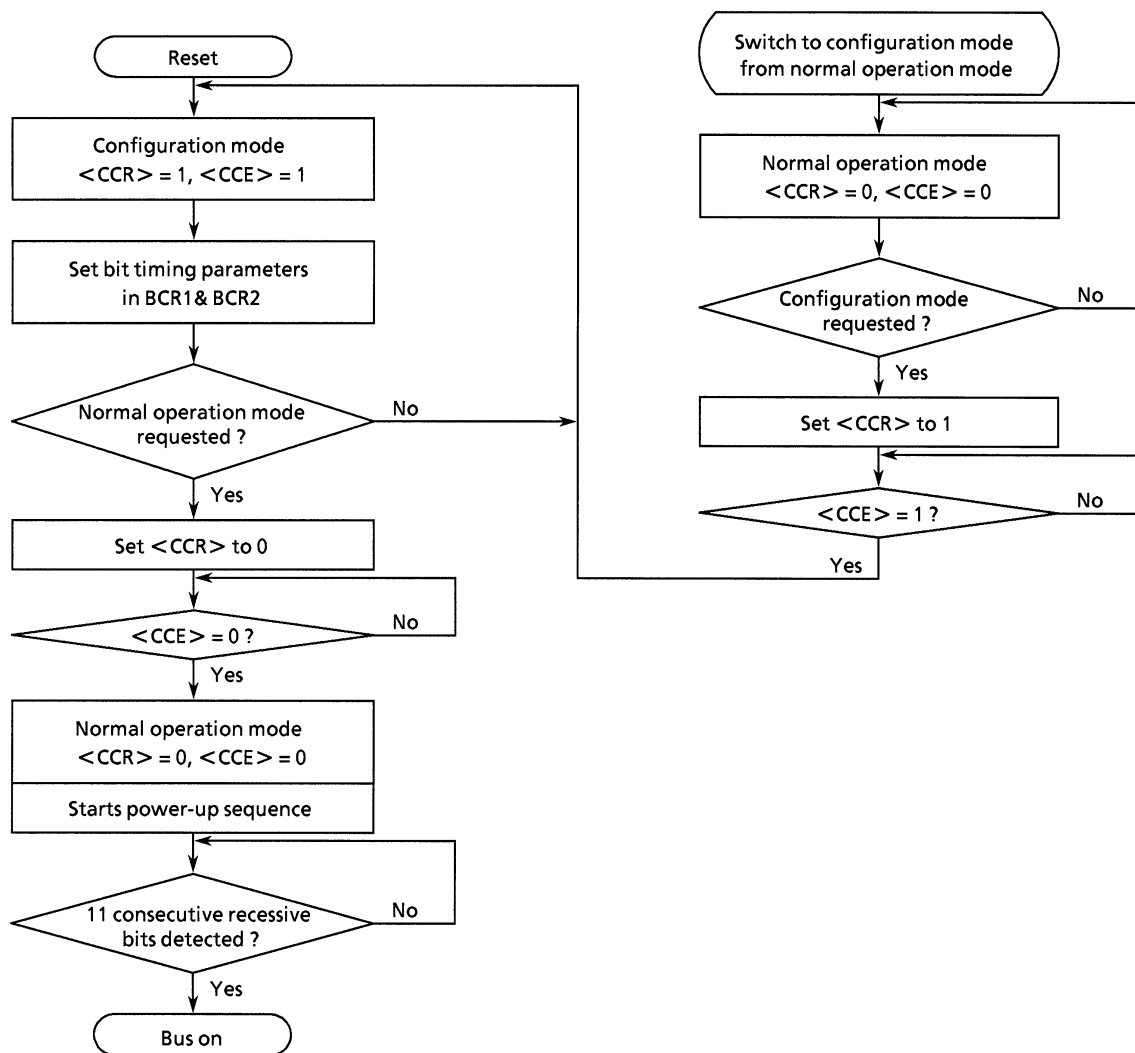 Reset
Configuration mode
<CCR> = 1, <CCE> = 1
Set bit timing parameters
in BCR1& BCR2
Normal operation mode
requested ?
No
Yes
Set <CCR> to 0
<CCE> = 0 ?
No
Yes
Normal operation mode
<CCR> = 0, <CCE> = 0
Starts power-up sequence
11 consecutive recessive
bits detected ?
No
Yes
Bus on
Switch to configuration mode
from normal operation mode
Normal operation mode
<CCR> = 0, <CCE> = 0
Configuration mode
requested ?
No
Yes
Set <CCR> to 1
<CCE> = 1 ?
No
Yes